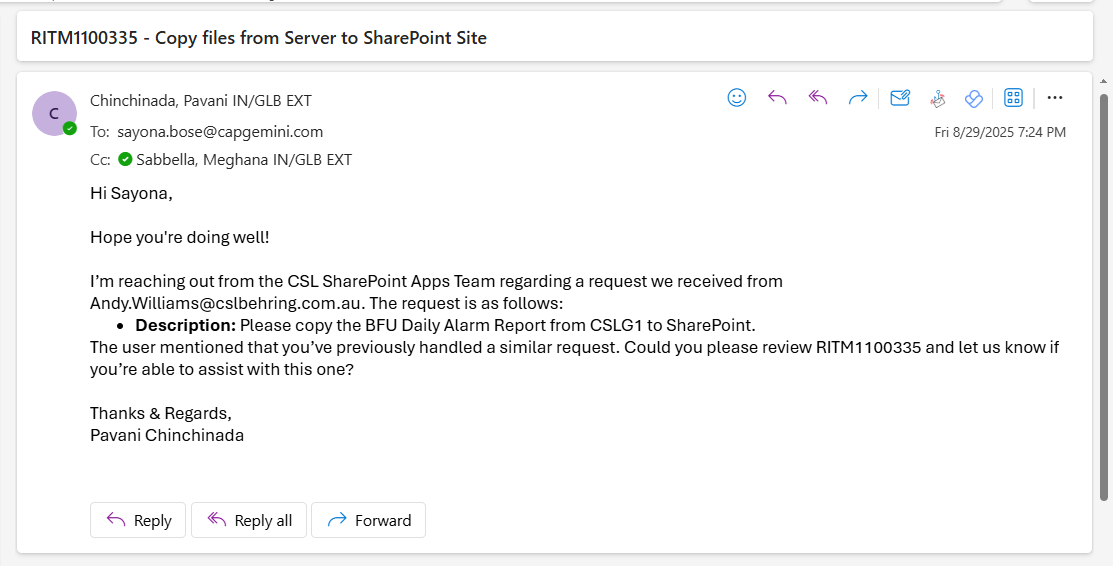 RITM1100335 - Copy files from Server to SharePoint Site
C
Chinchinada, Pavani IN/GLB EXT
To: sayona.bose@capgemini.com
Fri 8/29/2025 7:24 PM
Cc: Sabbella, Meghana IN/GLB EXT
Hi Sayona,
Hope you're doing well!
I’m reaching out from the CSL SharePoint Apps Team regarding a request we received from
Andy.Williams@cslbehring.com.au. The request is as follows:
• Description: Please copy the BFU Daily Alarm Report from CSLG1 to SharePoint.
The user mentioned that you’ve previously handled a similar request. Could you please review RITM1100335 and let us know if
you’re able to assist with this one?
Thanks & Regards,
Pavani Chinchinada
Reply
Reply all
Forward